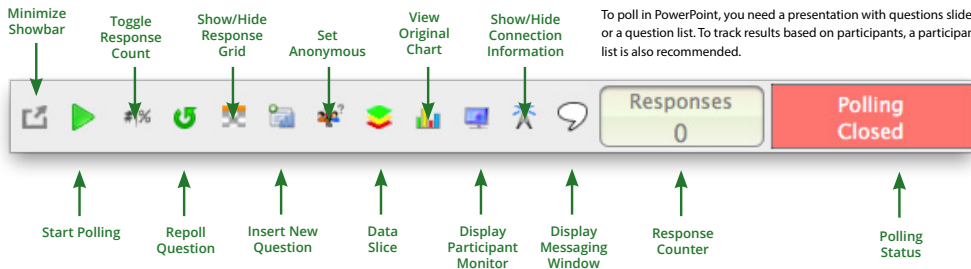 Minimize
Showbar
Toggle
Response
Count
Show/Hide
Response
Grid
Set
Anonymous
View
Original
Chart
Show/Hide
Connection
Information
To poll in PowerPoint, you need a presentation with questions slide
or a question list. To track results based on participants, a participan
list is also recommended.
#|%
?
Responses
0
Polling
Closed
Start Polling
Repoll
Question
Insert New
Question
Data
Slice
Display
Participant
Monitor
Display
Messaging
Window
Response
Counter
Polling
Status